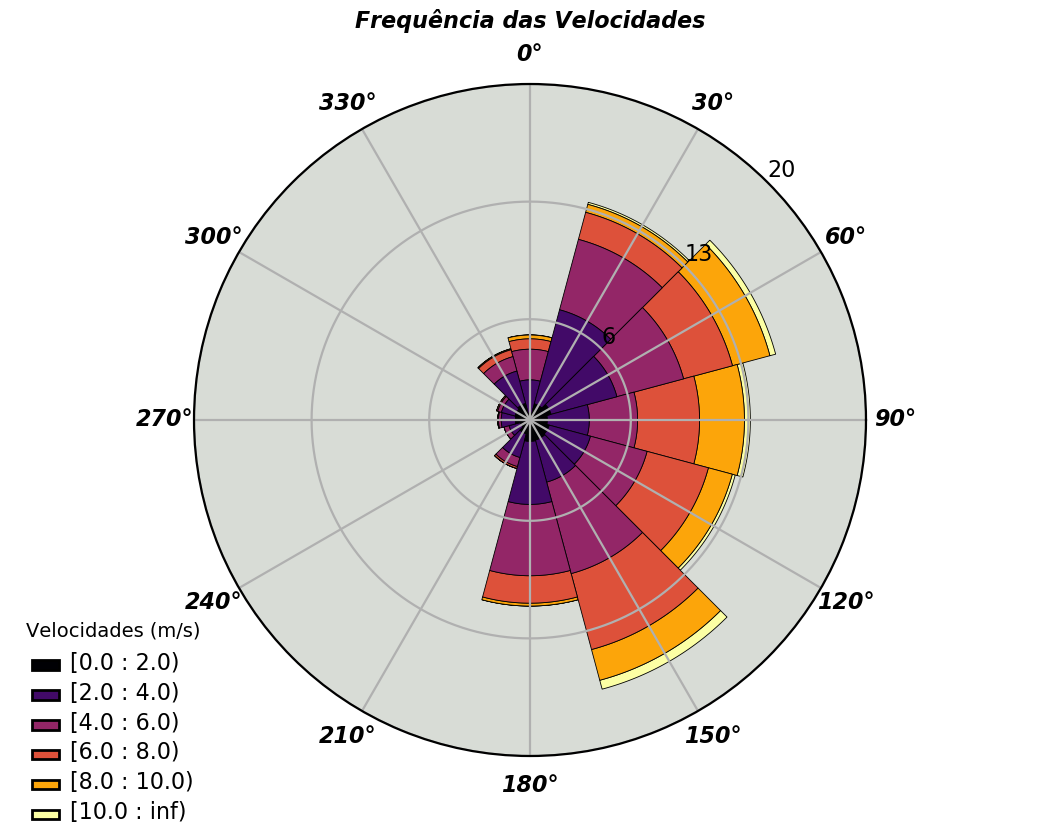 Frequência das Velocidades
0°
330°
30°
20
300°
60°
13
6
270°
90°
240°
120°
210°
150°
180°
Velocidades (m/s)
[0.0 : 2.0)
[2.0 : 4.0)
[4.0 : 6.0)
[6.0 : 8.0)
[8.0 : 10.0)
[10.0 : inf)